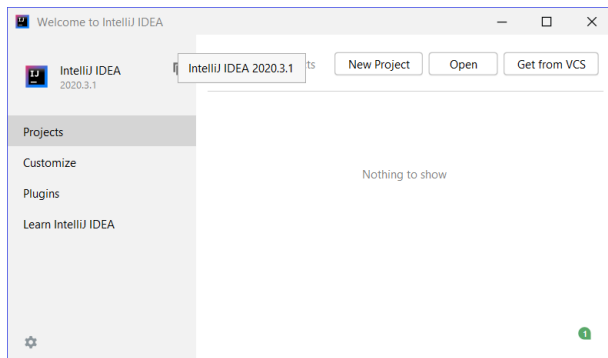 Welcome to IntelliJ IDEA
IJ
IntelliJ IDEA
2020.3.1
IntelliJ IDEA 2020.3.1
New Project
Open
Get from VCS
Projects
Customize
Plugins
Learn IntelliJ IDEA
Nothing to show
1